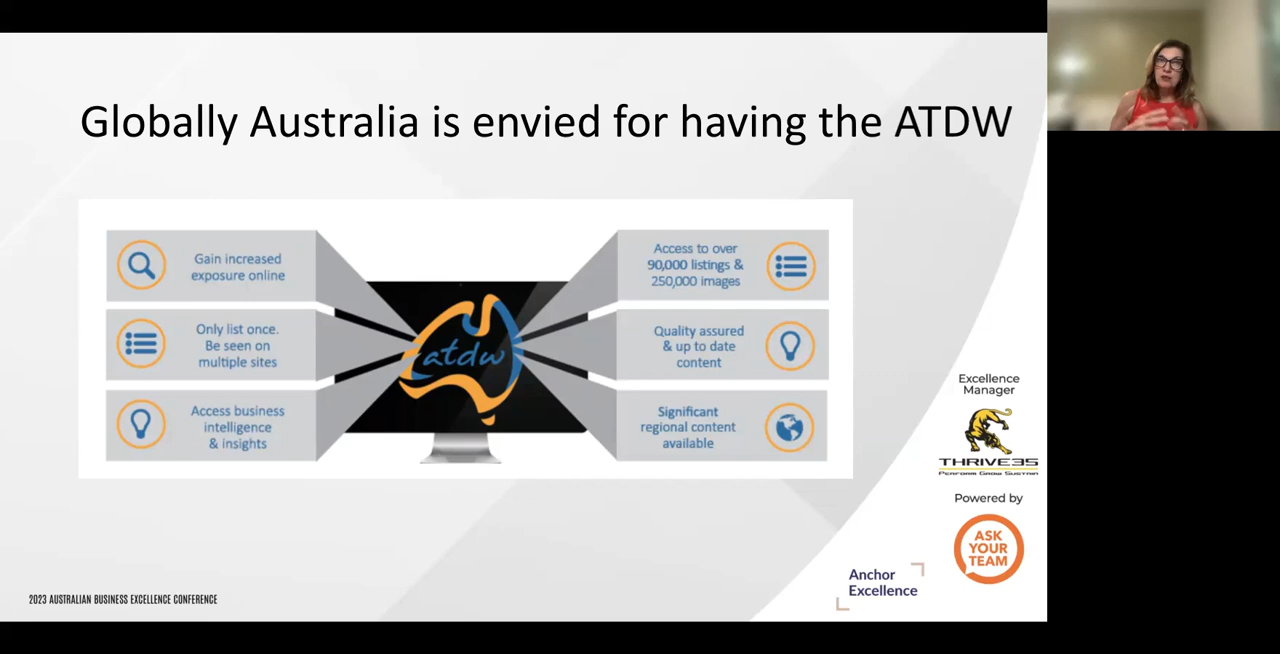 Globally Australia is envied for having the ATDW
Gain increased
exposure online
Only list once.
Be seen on
multiple sites
Access business
intelligence
& insights
atdw
Access to over
90,000 listings &
250,000 images
Quality assured
& up to date
content
Significant
regional content
available
Excellence
Manager
THRIVE35
PERFORM GROW SUSTAIN
Powered by
ASK
YOUR
TEAM
Anchor
Excellence
2023 AUSTRALIAN BUSINESS EXCELLENCE CONFERENCE